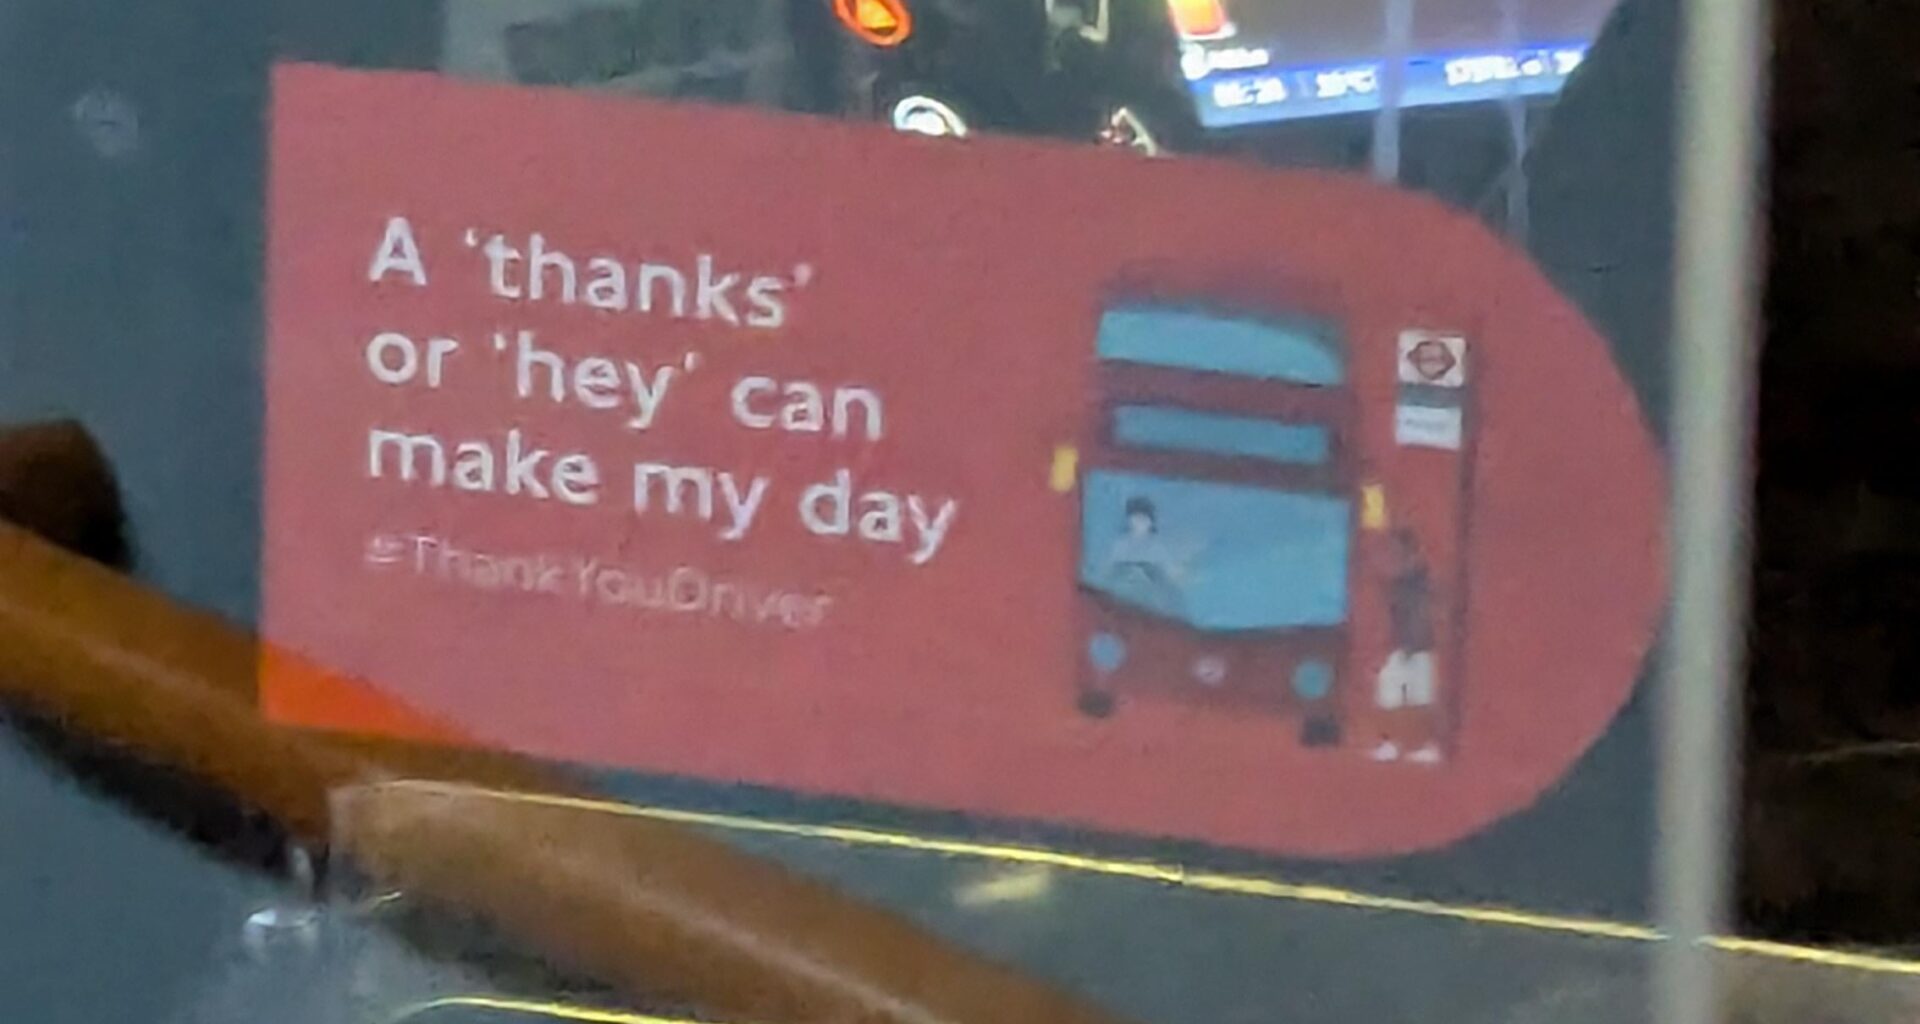 A ‘thanks’
or ‘hey’ can
make my day
#ThankYouDriver